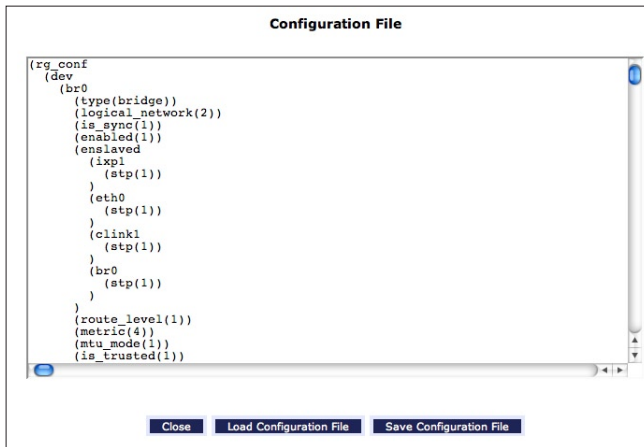 Configuration File
(rg_conf
  (dev
    (br0
      (type(bridge))
      (logical_network(2))
      (is_sync(1))
      (enabled(1))
      (enslaved
        (ixp1
          (stp(1))
        )
        (eth0
          (stp(1))
        )
        (clink1
          (stp(1))
        )
        (br0
          (stp(1))
        )
      )
      (route_level(1))
      (metric(4))
      (mtu_mode(1))
      (is_trusted(1))
Close Load Configuration File Save Configuration File